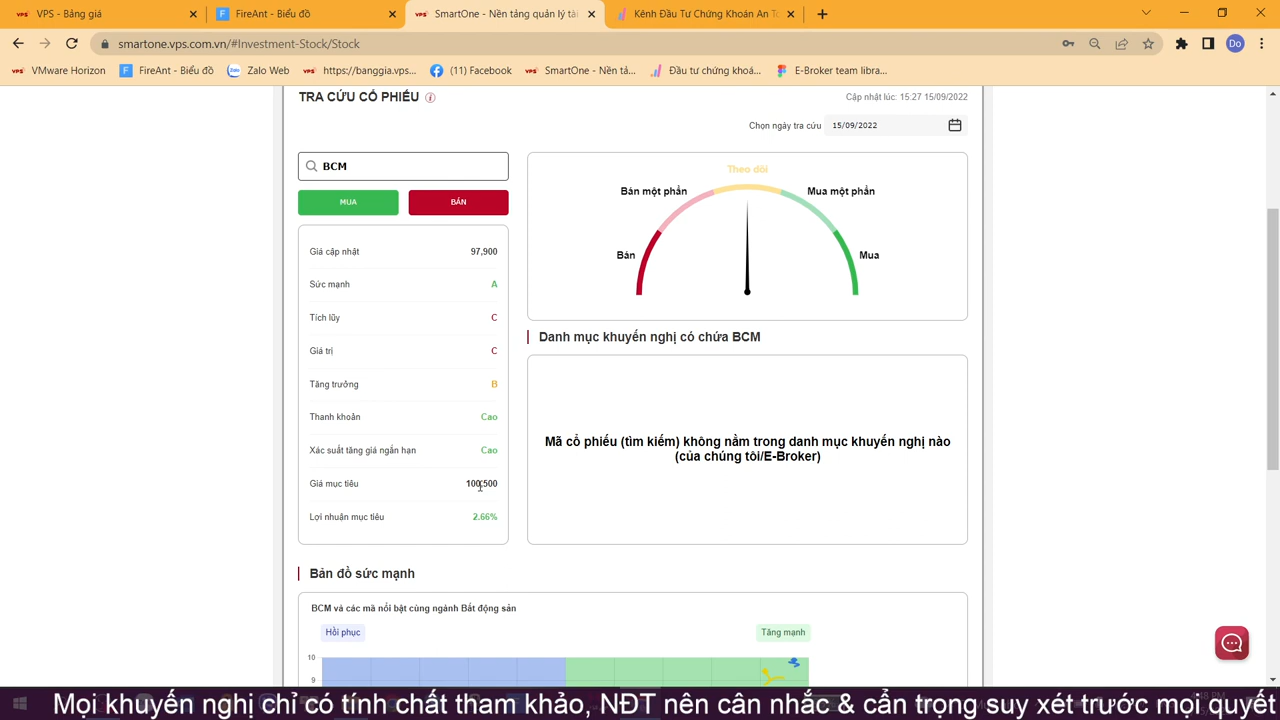 VPS - Bảng giá
FireAnt - Biểu đồ
SmartOne - Nền tảng quản lý tài
Kênh Đầu Tư Chứng Khoán An To
smartone.vps.com.vn/#Investment-Stock/Stock
Do
VMware Horizon
FireAnt - Biểu đồ
Zalo Web
https://banggia.vps...
(11) Facebook
SmartOne - Nền tả...
Đầu tư chứng khoá...
E-Broker team libra...
TRA CỨU CỔ PHIẾU
Cập nhật lúc: 15:27 15/09/2022
Chọn ngày tra cứu 15/09/2022
BCM
MUA
BÁN
Giá cập nhật 97,900
Sức mạnh A
Tích lũy C
Giá trị C
Tăng trưởng B
Thanh khoản Cao
Xác suất tăng giá ngắn hạn Cao
Giá mục tiêu 100,500
Lợi nhuận mục tiêu 2.66%
Theo dõi
Bán một phần
Mua một phần
Bán
Mua
Danh mục khuyến nghị có chứa BCM
Mã cổ phiếu (tìm kiếm) không nằm trong danh mục khuyến nghị nào
(của chúng tôi/E-Broker)
Bản đồ sức mạnh
BCM và các mã nổi bật cùng ngành Bất động sản
Hồi phục
Tăng mạnh
10
9
Mọi khuyến nghị chỉ có tính chất tham khảo, NĐT nên cân nhắc & cẩn trọng suy xét trước mọi quyết